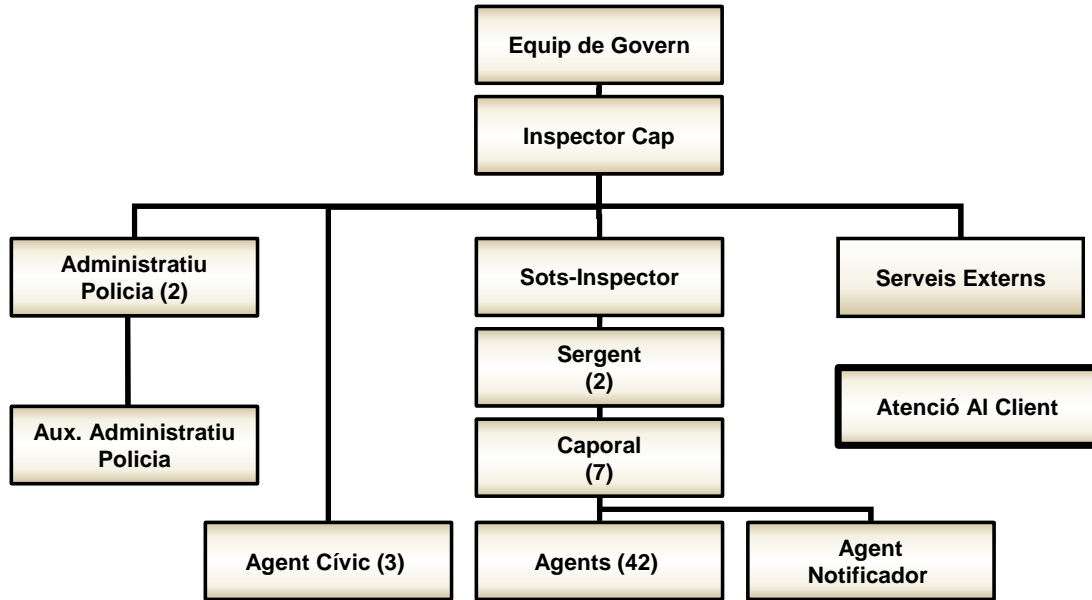 Equip de Govern
Inspector Cap
Administratiu
Policia (2)
Sots-Inspector
Serveis Externs
Sergent
(2)
Atenció Al Client
Aux. Administratiu
Policia
Caporal
(7)
Agent Cívic (3)
Agents (42)
Agent
Notificador